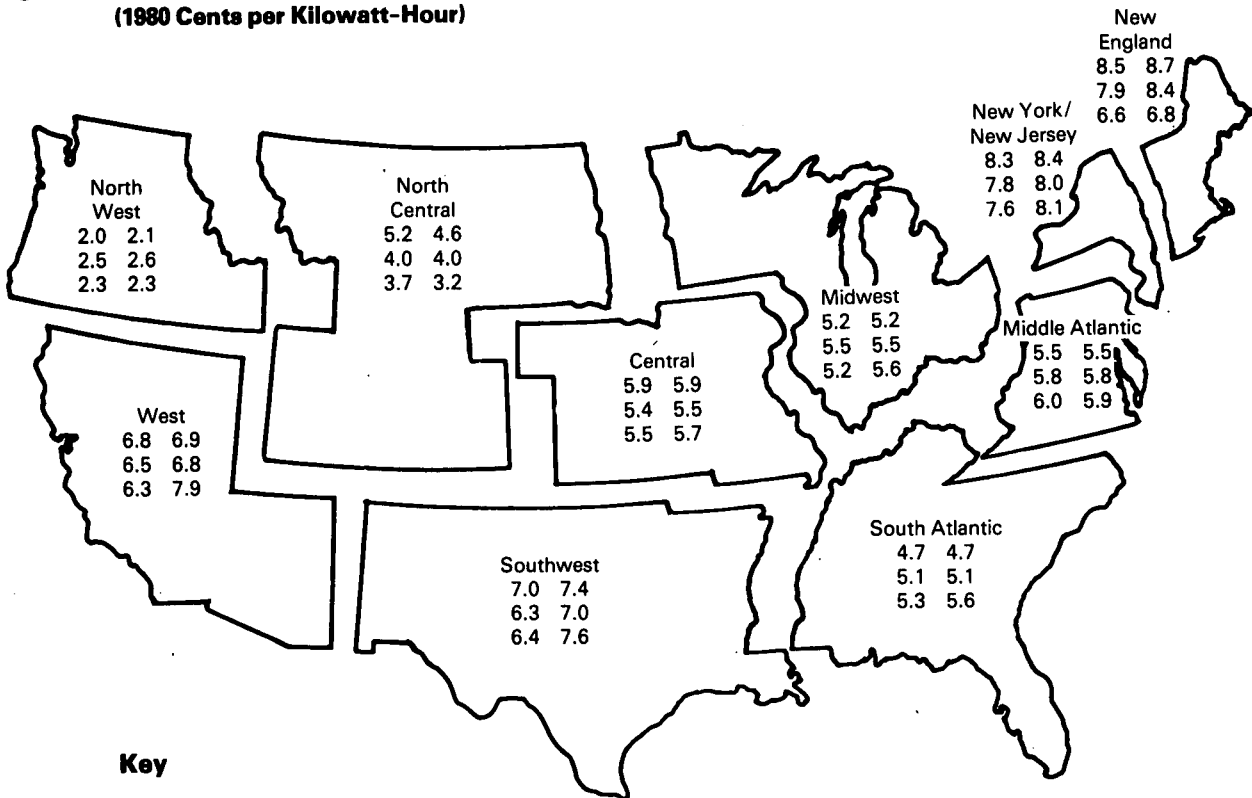 (1980 Cents per Kilowatt-Hour)
New
England
8.5 8.7
7.9 8.4
6.6 6.8
New York/
New Jersey
8.3 8.4
7.8 8.0
7.6 8.1
North
West
2.0 2.1
2.5 2.6
2.3 2.3
North
Central
5.2 4.6
4.0 4.0
3.7 3.2
Midwest
5.2 5.2
5.5 5.5
5.2 5.6
Middle Atlantic
5.5 5.5
5.8 5.8
6.0 5.9
Central
5.9 5.9
5.4 5.5
5.5 5.7
West
6.8 6.9
6.5 6.8
6.3 7.9
South Atlantic
4.7 4.7
5.1 5.1
5.3 5.6
Southwest
7.0 7.4
6.3 7.0
6.4 7.6
Key